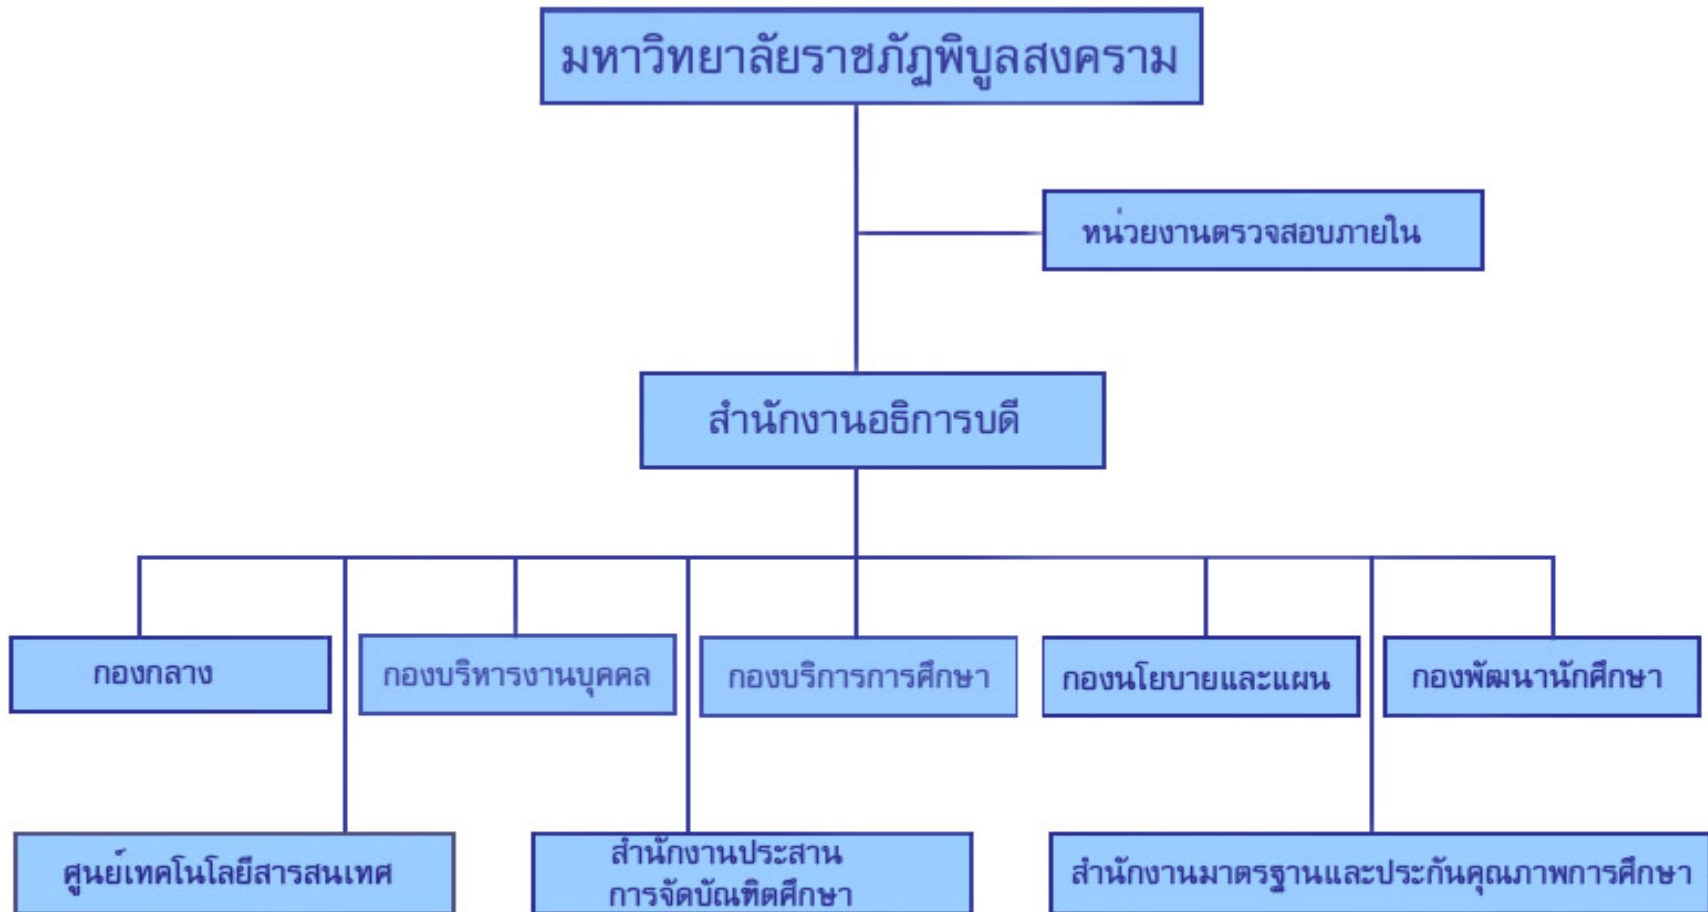 มหาวิทยาลัยราชภัฏพิบูลสงคราม
หน่วยงานตรวจสอบภายใน
สำนักงานอธิการบดี
กองกลาง
กองบริหารงานบุคคล
กองบริการการศึกษา
กองนโยบายและแผน
กองพัฒนานักศึกษา
ศูนย์เทคโนโลยีสารสนเทศ
สำนักงานประสาน
การจัดบัณฑิตศึกษา
สำนักงานมาตรฐานและประกันคุณภาพการศึกษา